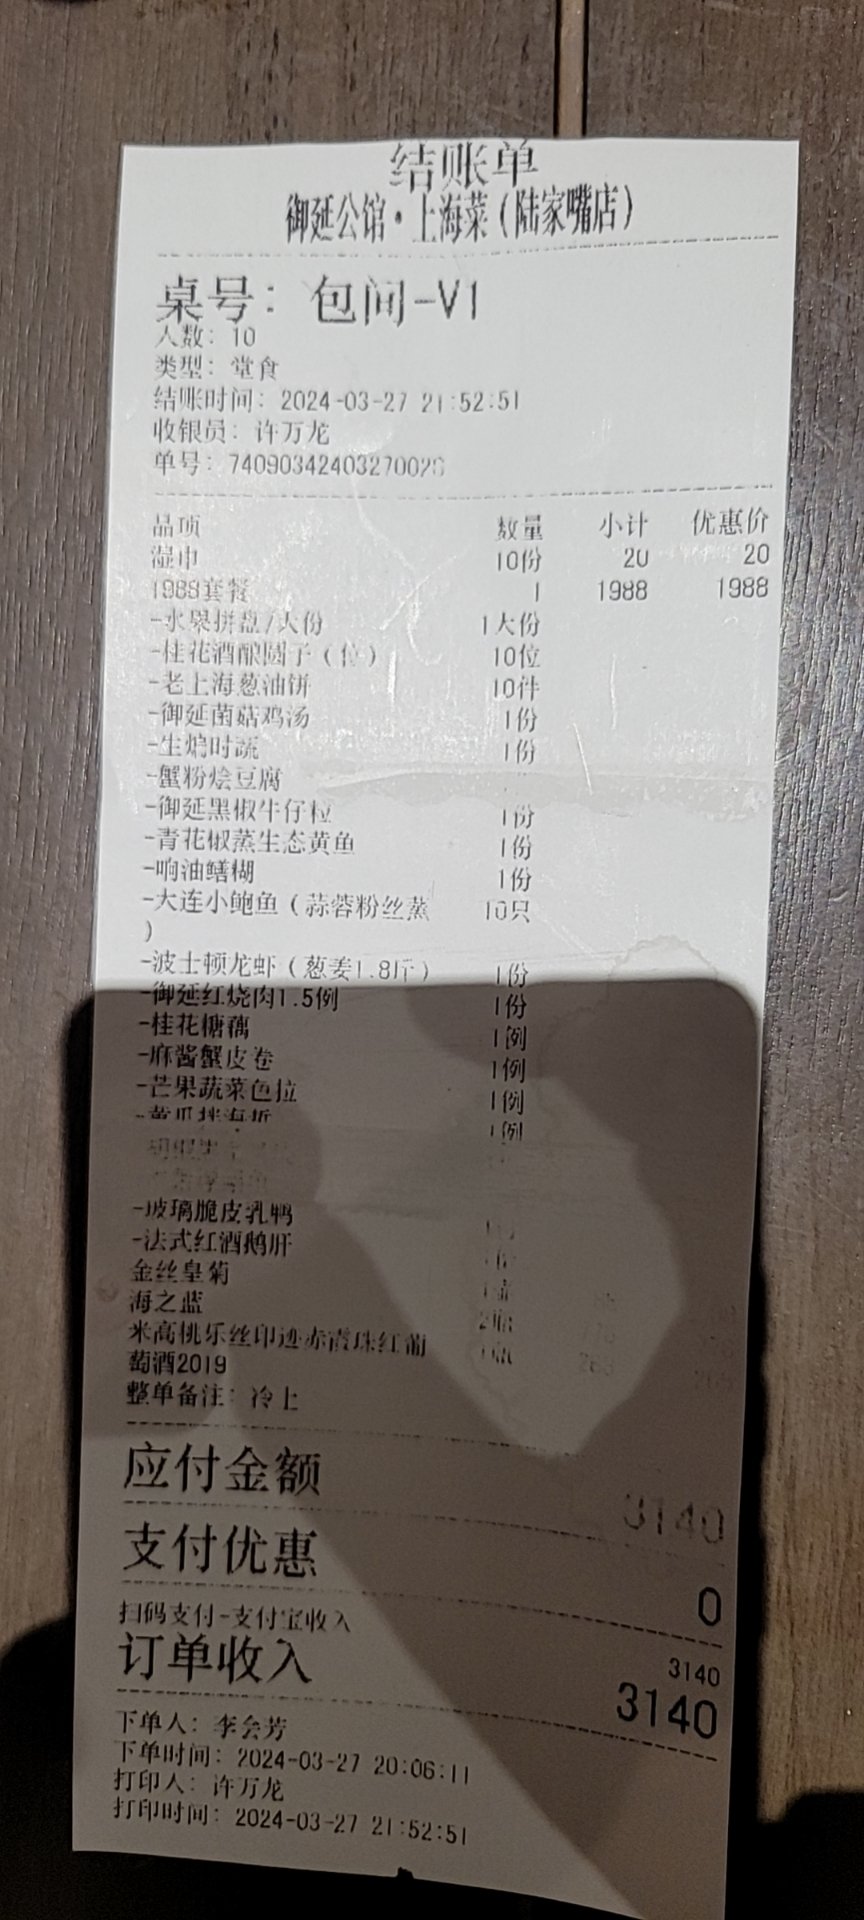 结账单
御延公馆·上海菜(陆家嘴店)
桌号: 包间-V1
人数: 10
类型: 堂食
结账时间: 2024-03-27 21:52:51
收银员: 许万龙
单号:
品项 数量 小计 优惠价
湿巾 10份 20 20
1988套餐 1 1988 1988
-水果拼盘/大份 1大份
-桂花酒酿圆子(位) 10位
-老上海葱油饼 10件
-御延菌菇鸡汤 1份
-生煸时蔬 1份
-蟹粉烩豆腐
-御延黑椒牛仔粒 1份
-青花椒蒸生态黄鱼 1份
-响油鳝糊 1份
-大连小鲍鱼(蒜蓉粉丝蒸 10只
)
-波士顿龙虾(葱姜1.8斤) 1份
-御延红烧肉1.5例 1份
-桂花糖藕 1例
-麻酱蟹皮卷 1例
-芒果蔬菜色拉 1例
-黄瓜拌海蜇 1例
-玻璃脆皮乳鸭
-法式红酒鹅肝
金丝皇菊
海之蓝
米高桃乐丝印迹赤霞珠红葡
萄酒2019
整单备注: 冷上
应付金额 3140
支付优惠 0
扫码支付-支付宝收入 3140
订单收入 3140
下单人: 李会芳
下单时间: 2024-03-27 20:06:11
打印人: 许万龙
打印时间: 2024-03-27 21:52:51